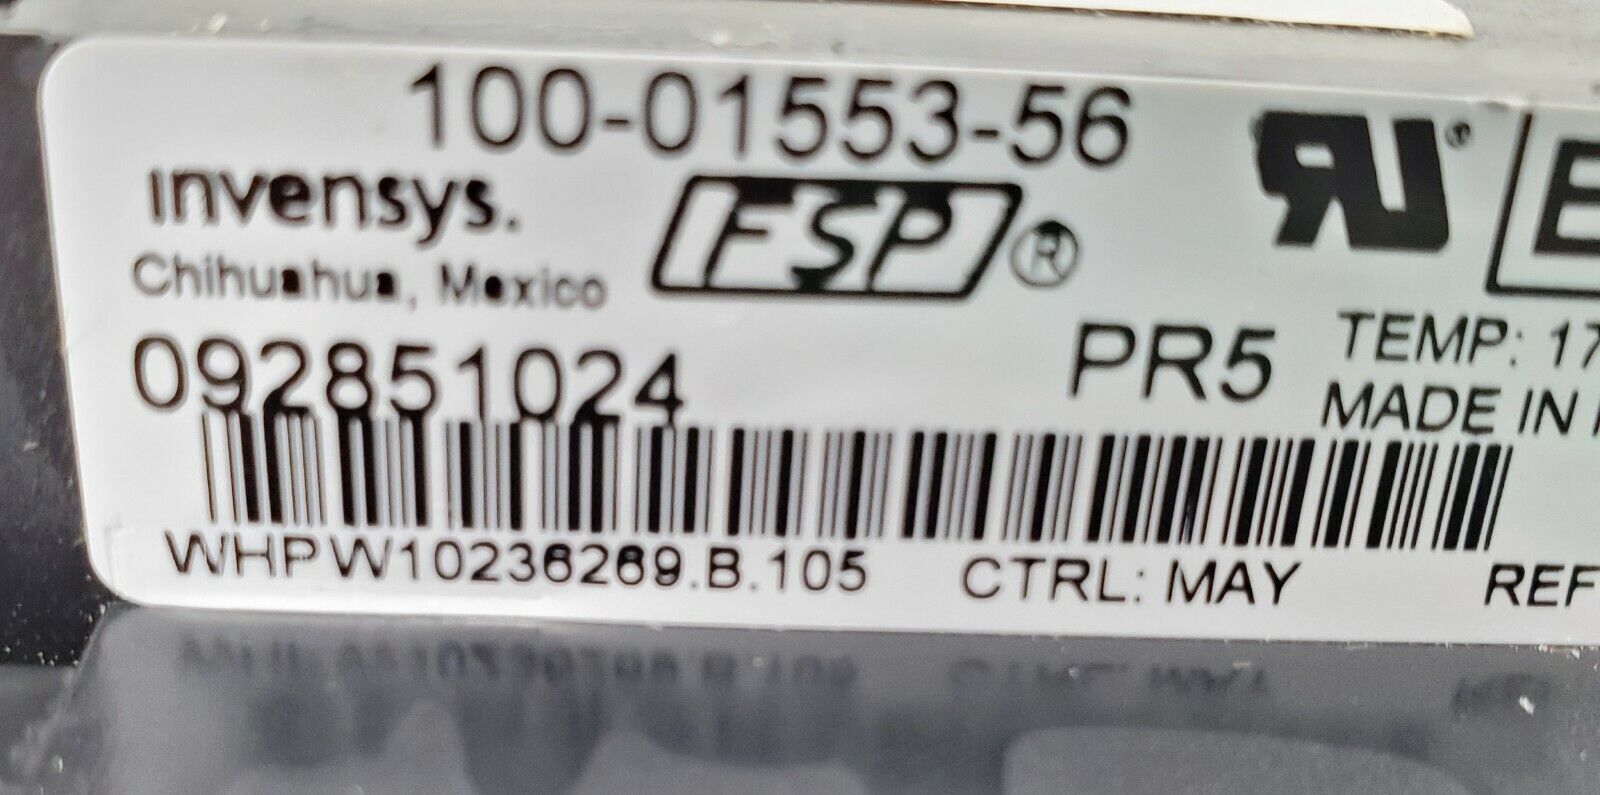 100-01553-56
invensys.
FSP®
Chihuahua, Mexico
092851024
PR5
TEMP: 17
MADE IN
WHPW10236269.B.105 CTRL: MAY REF